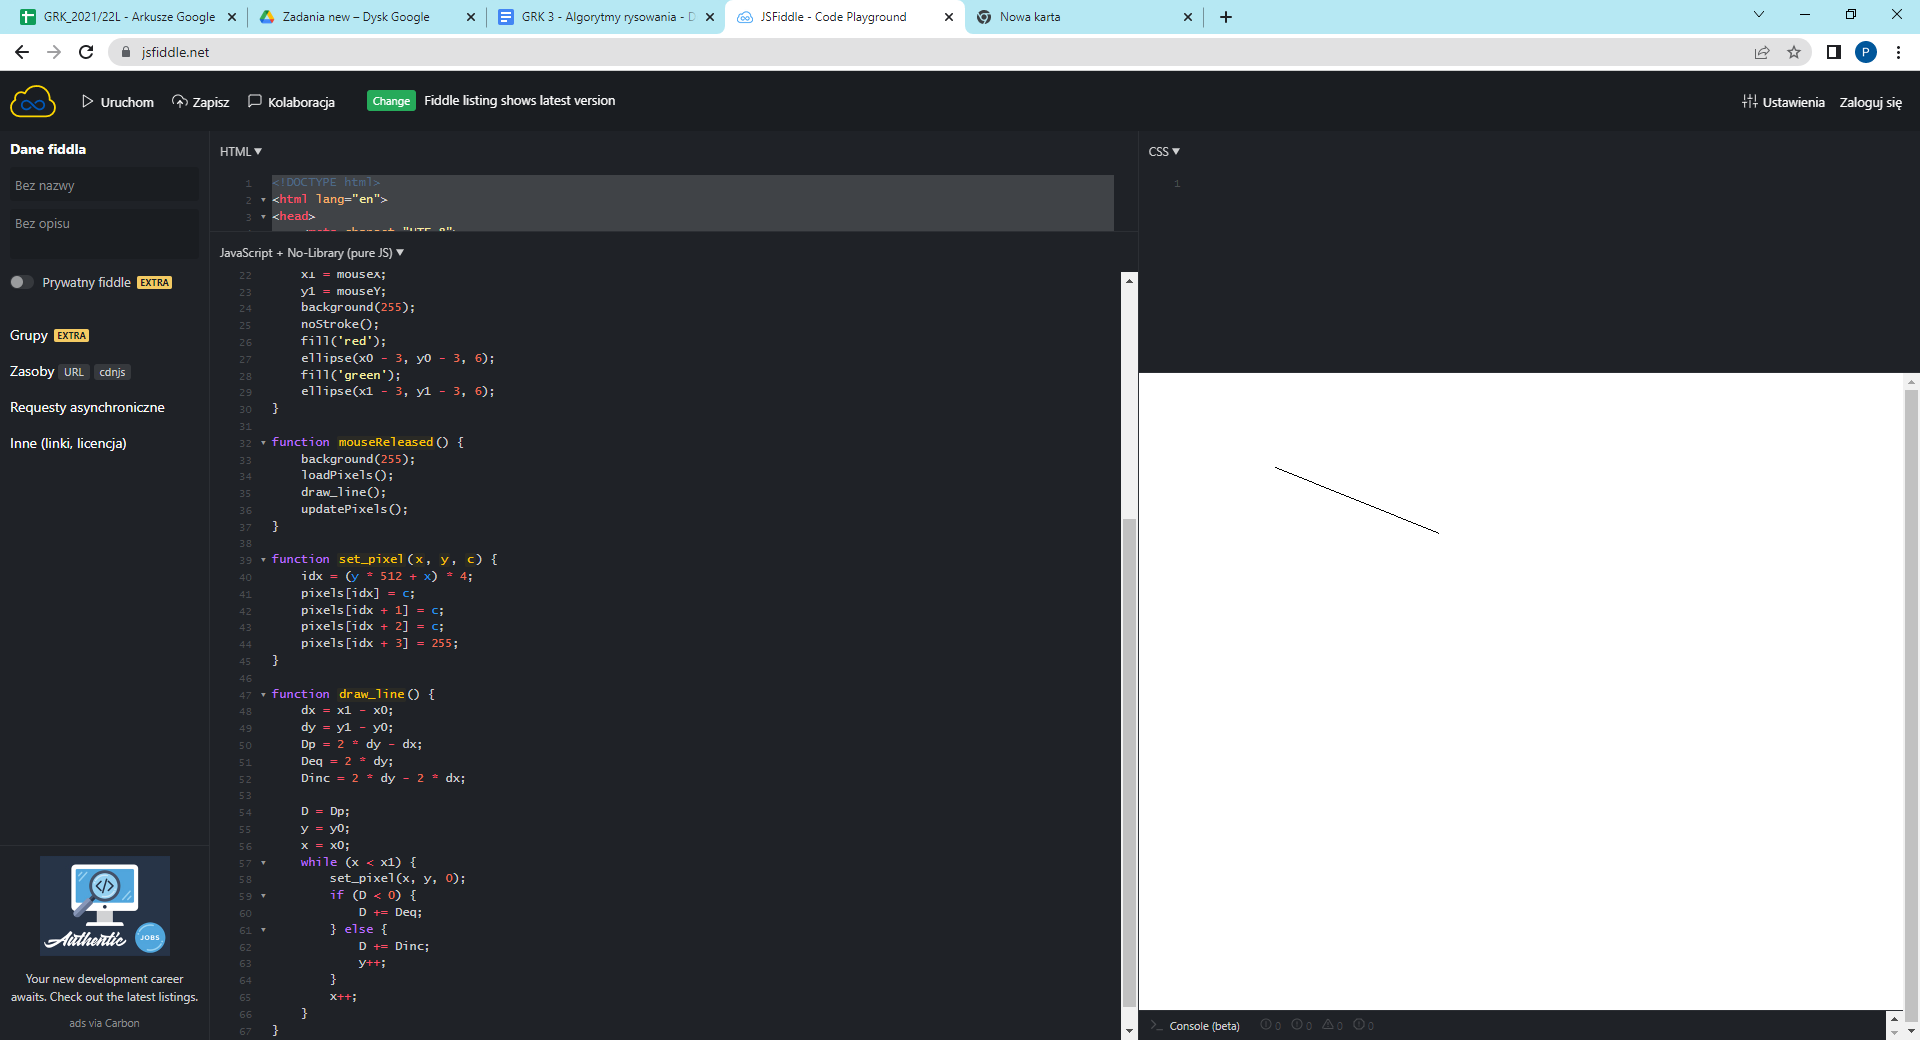 GRK_2021/22L - Arkusze Google
Zadania new – Dysk Google
GRK 3 - Algorytmy rysowania - D
JSFiddle - Code Playground
Nowa karta
jsfiddle.net
P
Uruchom
Zapisz
Kolaboracja
Change
Fiddle listing shows latest version
Ustawienia
Zaloguj się
Dane fiddla
Bez nazwy
Bez opisu
Prywatny fiddle EXTRA
Grupy EXTRA
Zasoby URL cdnjs
Requesty asynchroniczne
Inne (linki, licencja)
Authentic JOBS
Your new development career
awaits. Check out the latest listings.
ads via Carbon
HTML ▼
1 <!DOCTYPE html>
2 <html lang="en">
3 <head>
JavaScript + No-Library (pure JS) ▼
22 x1 = mouseX;
23 y1 = mouseY;
24 background(255);
25 noStroke();
26 fill('red');
27 ellipse(x0 - 3, y0 - 3, 6);
28 fill('green');
29 ellipse(x1 - 3, y1 - 3, 6);
30 }
31
32 function mouseReleased() {
33 background(255);
34 loadPixels();
35 draw_line();
36 updatePixels();
37 }
38
39 function set_pixel(x, y, c) {
40 idx = (y * 512 + x) * 4;
41 pixels[idx] = c;
42 pixels[idx + 1] = c;
43 pixels[idx + 2] = c;
44 pixels[idx + 3] = 255;
45 }
46
47 function draw_line() {
48 dx = x1 - x0;
49 dy = y1 - y0;
50 Dp = 2 * dy - dx;
51 Deq = 2 * dy;
52 Dinc = 2 * dy - 2 * dx;
53
54 D = Dp;
55 y = y0;
56 x = x0;
57 while (x < x1) {
58 set_pixel(x, y, 0);
59 if (D < 0) {
60 D += Deq;
61 } else {
62 D += Dinc;
63 y++;
64 }
65 x++;
66 }
67 }
CSS ▼
1
>_ Console (beta) 0 0 0 0